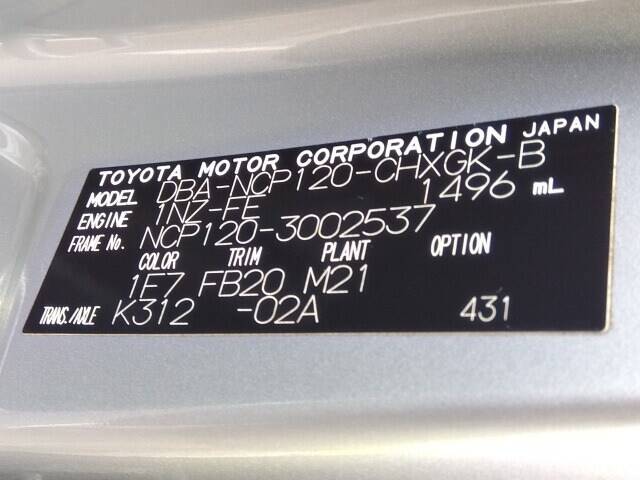 TOYOTA MOTOR CORPORATION JAPAN
MODEL DBA-NCP120-CHXGK-B
ENGINE 1NZ-FE 1496 mL
FRAME No. NCP120-3002537
COLOR TRIM PLANT OPTION
1E7 FB20 M21
TRANS./AXLE K312 -02A 431